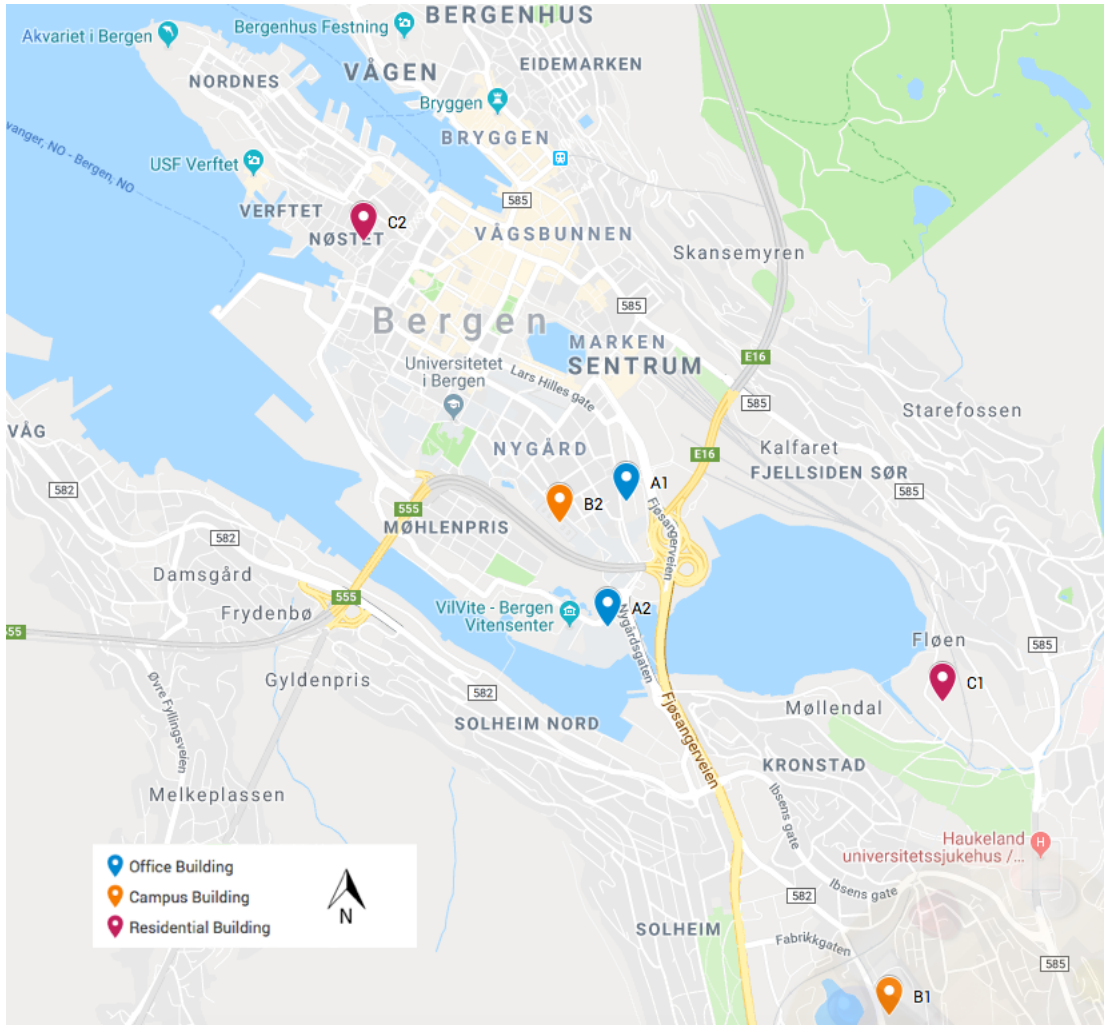 BERGENHUS
Akvariet i Bergen
Bergenhus Festning
EIDEMARKEN
VÅGEN
NORDNES
Bryggen
BRYGGEN
vanger, NO - Bergen, NO
USF Verftet
585
VERFTET
C2
NØSTET
VÅGSBUNNEN
Skansemyren
585
Bergen
MARKEN
SENTRUM
E16
Universitetet
i Bergen
Lars Hilles gate
585
Starefossen
VÅG
NYGÅRD
Kalfaret
E16
FJELLSIDEN SØR
582
A1
585
B2
555
MØHLENPRIS
Fjøsangerveien
582
Damsgård
555
Frydenbø
VilVite - Bergen
Vitensenter
A2
Nygårdsgaten
555
Fløen
585
Gyldenpris
Øvre Fyllingsveien
582
C1
SOLHEIM NORD
Fjøsangerveien
Møllendal
KRONSTAD
Melkeplassen
Ibsens gate
Haukeland
universitetssjukehus /...
H
Office Building
Campus Building
Residential Building
N
Ibsens gate
582
SOLHEIM
Fabrikkgaten
585
B1